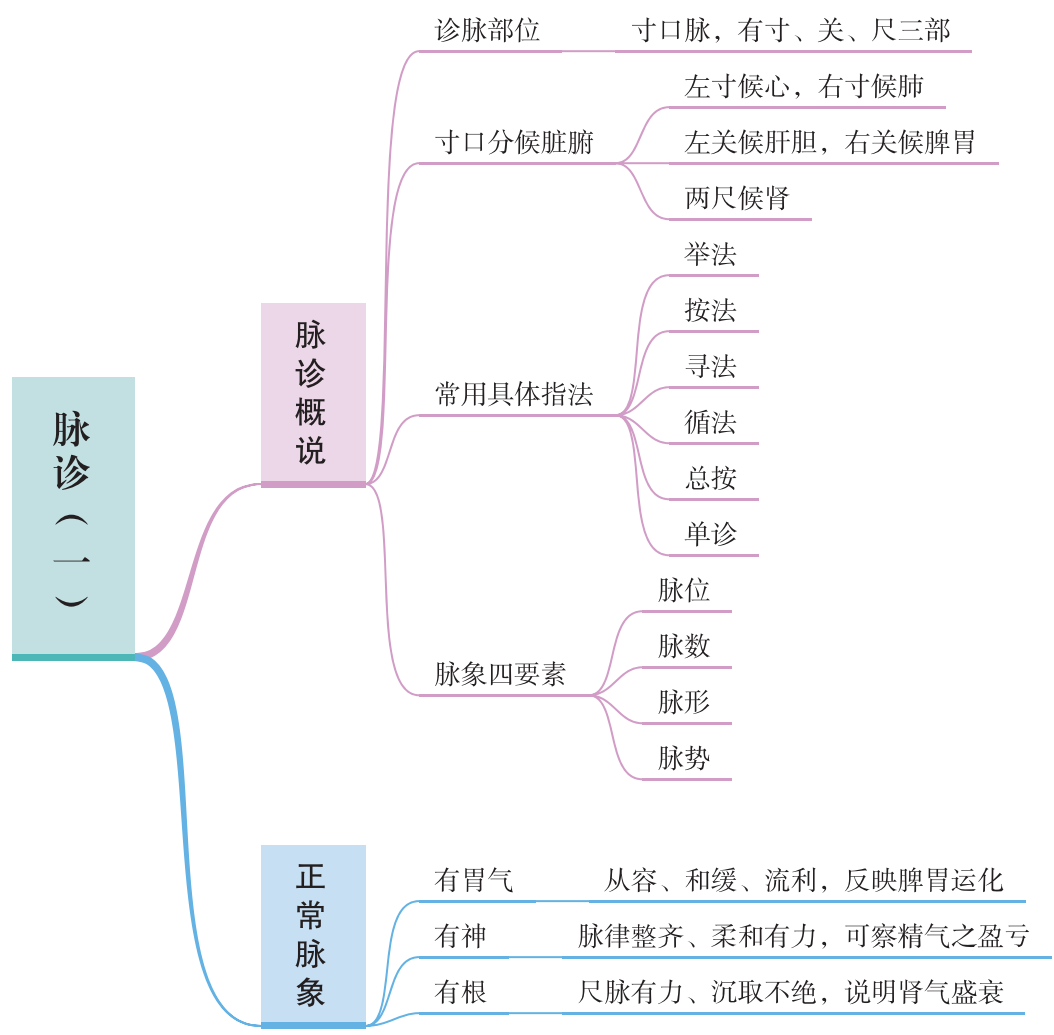 脉诊（一）
脉诊概说
诊脉部位
寸口脉，有寸、关、尺三部
寸口分候脏腑
左寸候心，右寸候肺
左关候肝胆，右关候脾胃
两尺候肾
常用具体指法
举法
按法
寻法
循法
总按
单诊
脉象四要素
脉位
脉数
脉形
脉势
正常脉象
有胃气
从容、和缓、流利，反映脾胃运化
有神
脉律整齐、柔和有力，可察精气之盈亏
有根
尺脉有力、沉取不绝，说明肾气盛衰